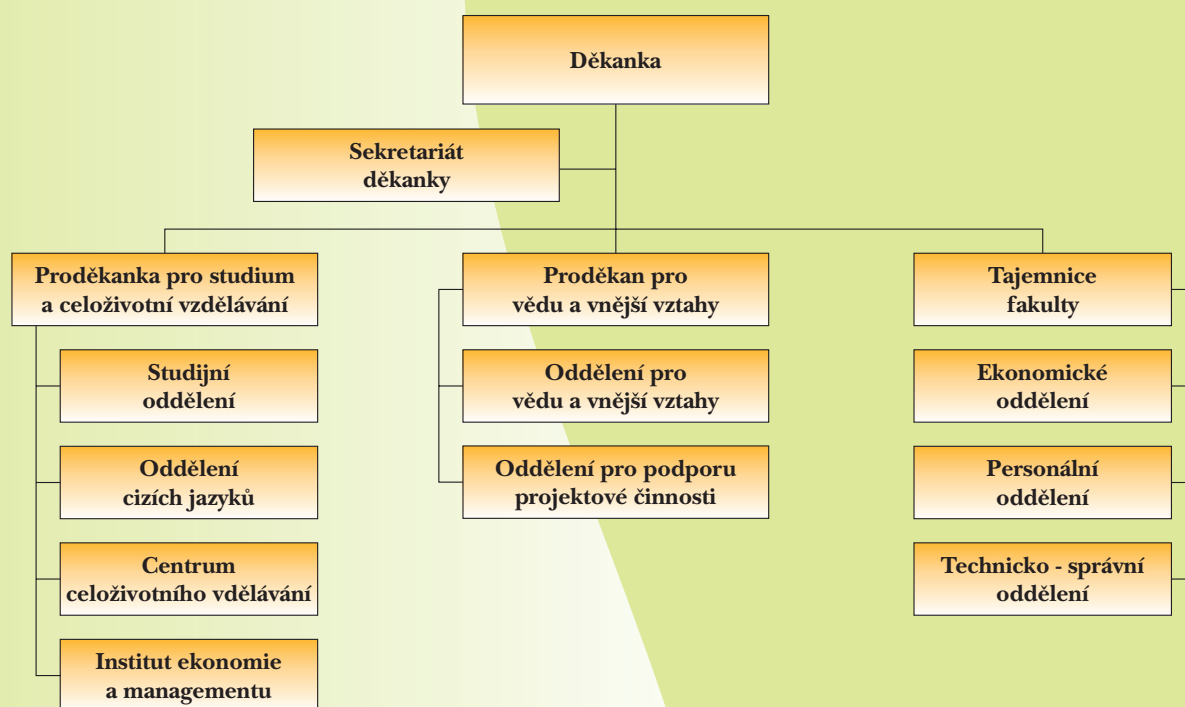 Děkanka
Sekretariát
děkanky
Proděkanka pro studium
a celoživotní vzdělávání
Studijní
oddělení
Oddělení
cizích jazyků
Centrum
celoživotního vdělávání
Institut ekonomie
a managementu
Proděkan pro
vědu a vnější vztahy
Oddělení pro
vědu a vnější vztahy
Oddělení pro podporu
projektové činnosti
Tajemnice
fakulty
Ekonomické
oddělení
Personální
oddělení
Technicko - správní
oddělení